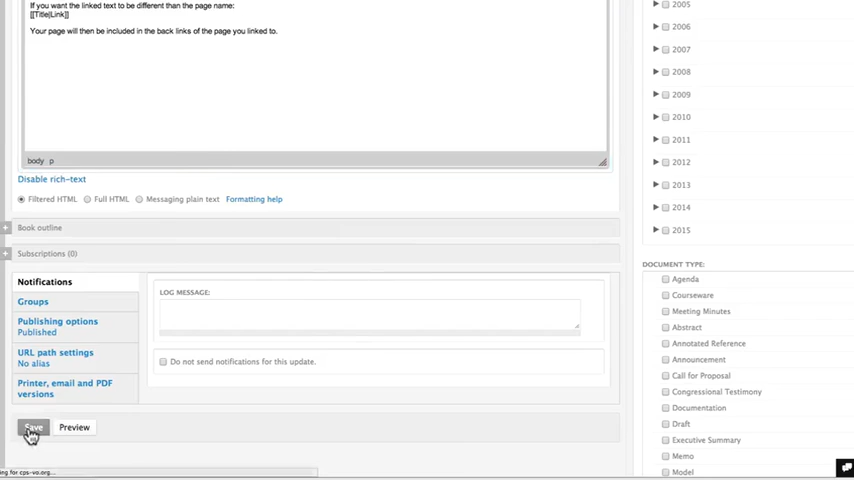 If you want the linked text to be different than the page name:
[[Title|Link]]
Your page will then be included in the back links of the page you linked to.
body p
Disable rich-text
Filtered HTML Full HTML Messaging plain text Formatting help
Book outline
Subscriptions (0)
Notifications
Groups
Publishing options
Published
URL path settings
No alias
Printer, email and PDF
versions
LOG MESSAGE:
Do not send notifications for this update.
Save Preview
ing for cps-vo.org...
2005
2006
2007
2008
2009
2010
2011
2012
2013
2014
2015
DOCUMENT TYPE:
Agenda
Courseware
Meeting Minutes
Abstract
Annotated Reference
Announcement
Call for Proposal
Congressional Testimony
Documentation
Draft
Executive Summary
Memo
Model